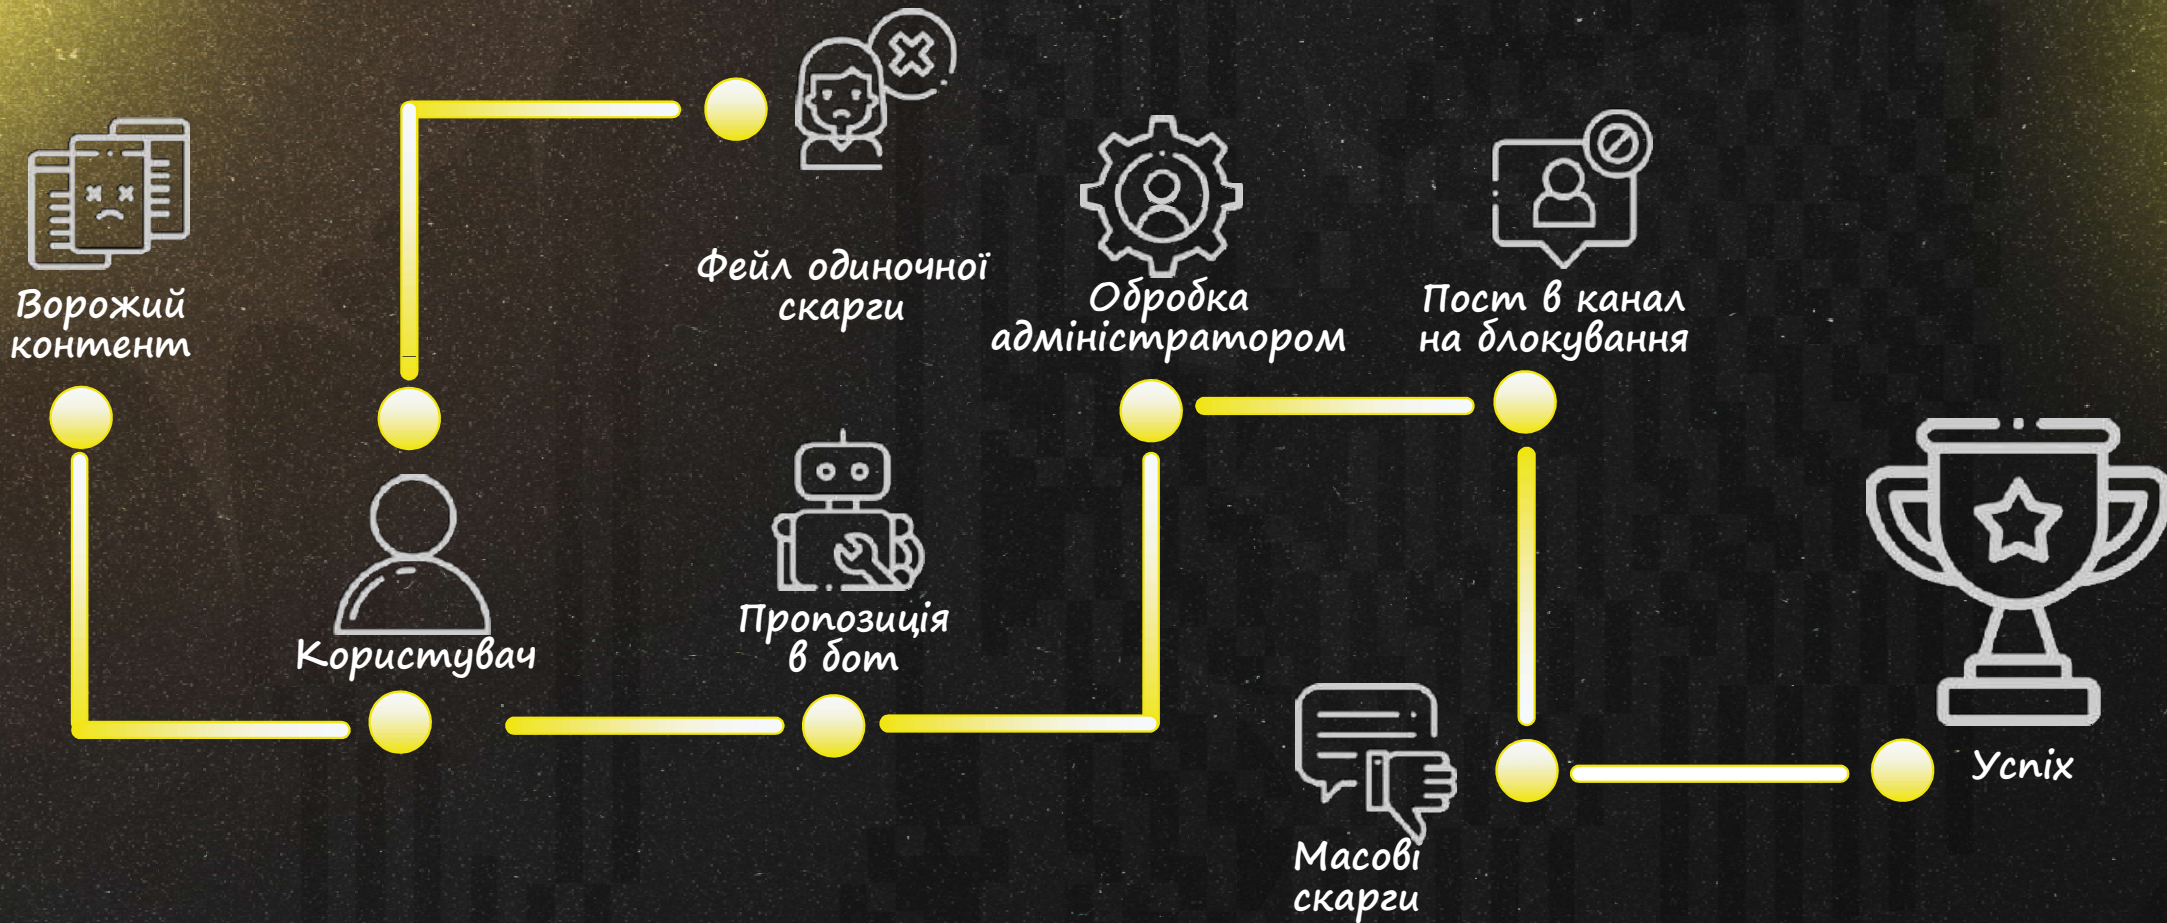 Ворожий
контент
Фейл одиночної
скарги
Користувач
Пропозиція
в бот
Обробка
адміністратором
Пост в канал
на блокування
Масові
скарги
Успіх